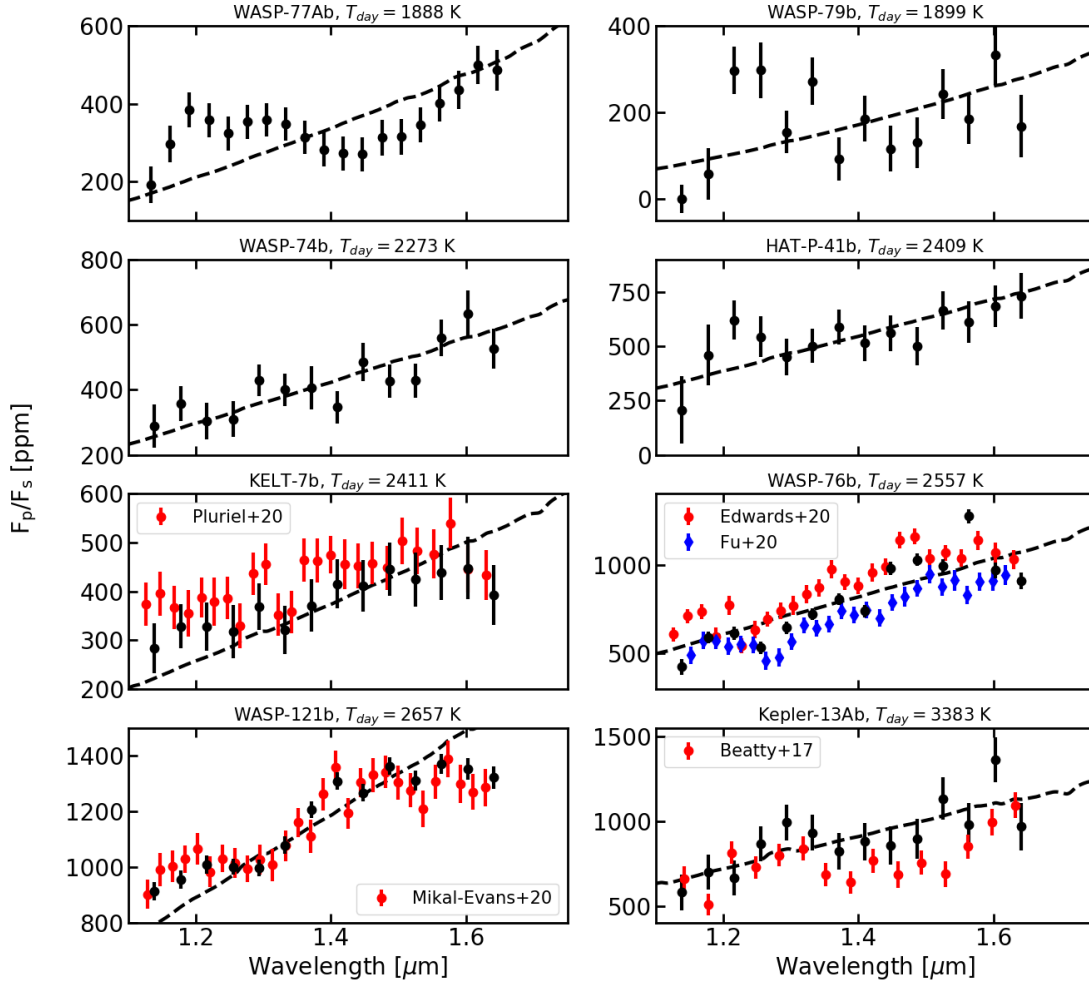 WASP-77Ab, T_day = 1888 K
WASP-79b, T_day = 1899 K
600
400
200
400
200
0
WASP-74b, T_day = 2273 K
HAT-P-41b, T_day = 2409 K
800
600
400
200
750
500
250
0
F_p/F_s [ppm]
KELT-7b, T_day = 2411 K
WASP-76b, T_day = 2557 K
600
500
400
300
200
Pluriel+20
1000
500
Edwards+20
Fu+20
WASP-121b, T_day = 2657 K
Kepler-13Ab, T_day = 3383 K
1400
1200
1000
800
Mikal-Evans+20
1500
1000
500
Beatty+17
1.2 1.4 1.6
1.2 1.4 1.6
Wavelength [μm]
Wavelength [μm]